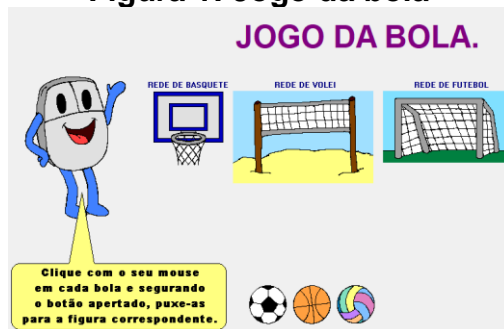 Figura 1: Jogo da bola
JOGO DA BOLA.
REDE DE BASQUETE
REDE DE VOLEI
REDE DE FUTEBOL
Clique com o seu mouse
em cada bola e segurando
o botão apertado, puxe-as
para a figura correspondente.